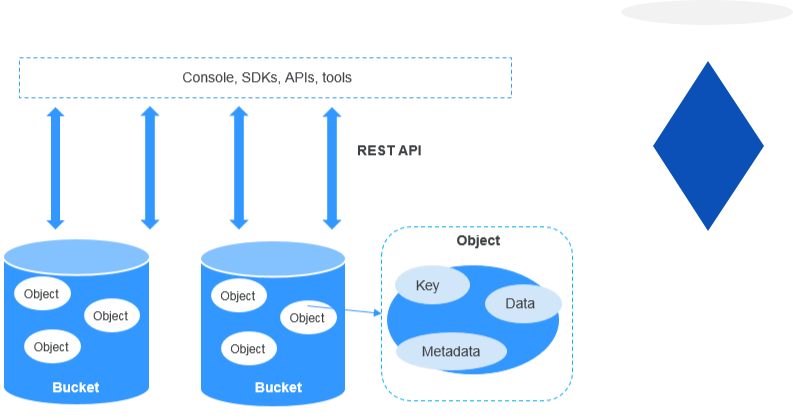 Console, SDKs, APIs, tools
REST API
Object
Object
Object
Bucket
Object
Object
Object
Bucket
Object
Key
Data
Metadata